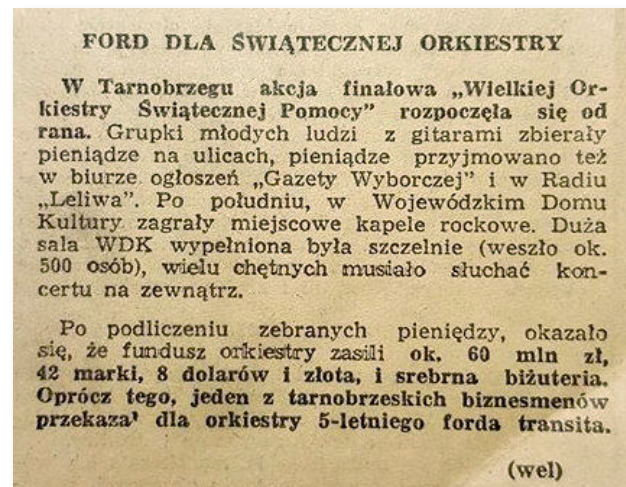 FORD DLA ŚWIĄTECZNEJ ORKIESTRY
W Tarnobrzegu akcja finałowa „Wielkiej Or-
kiestry Świątecznej Pomocy” rozpoczęła się od
rana. Grupki młodych ludzi z gitarami zbierały
pieniądze na ulicach, pieniądze przyjmowano też
w biurze ogłoszeń „Gazety Wyborczej” i w Radiu
„Leliwa”. Po południu, w Wojewódzkim Domu
Kultury zagrały miejscowe kapele rockowe. Duża
sala WDK wypełniona była szczelnie (weszło ok.
500 osób), wielu chętnych musiało słuchać kon-
certu na zewnątrz.
Po podliczeniu zebranych pieniędzy, okazało
się, że fundusz orkiestry zasili ok. 60 mln zł,
42 marki, 8 dolarów i złota, i srebrna biżuteria.
Oprócz tego, jeden z tarnobrzeskich biznesmenów
przekaza' dla orkiestry 5-letniego forda transita.
(wel)